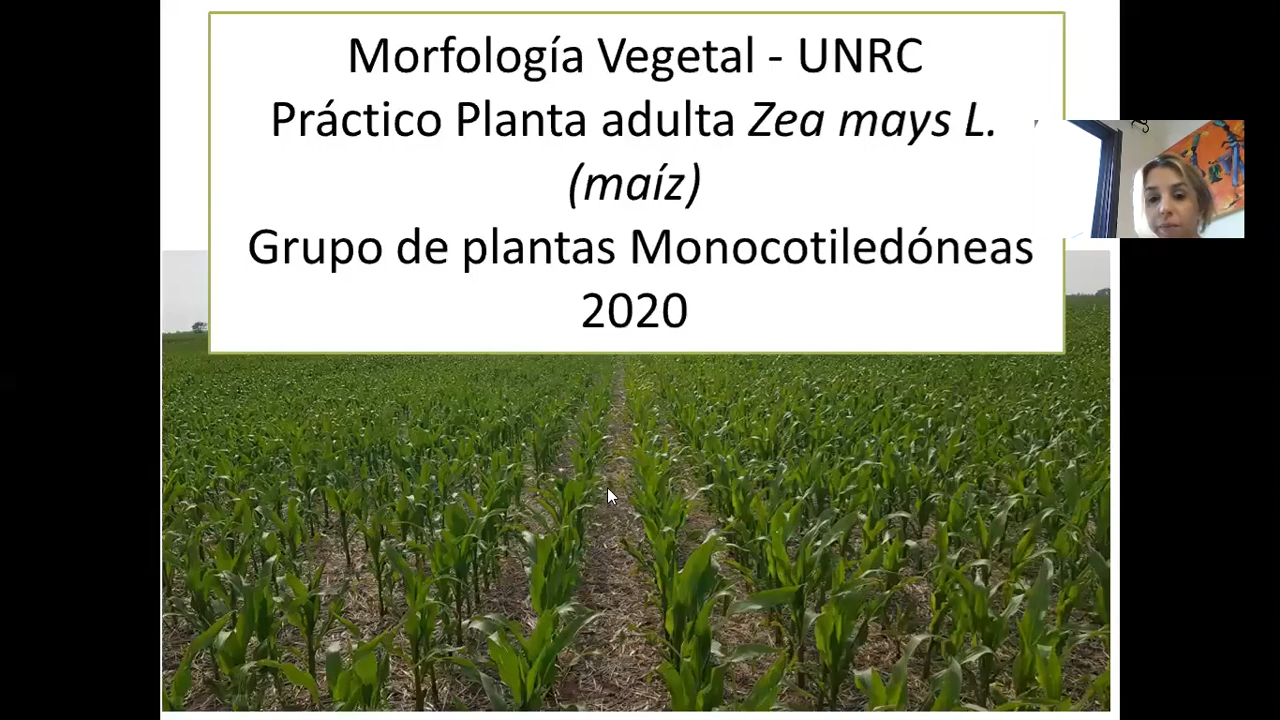 Morfología Vegetal - UNRC
Práctico Planta adulta Zea mays L.
(maíz)
Grupo de plantas Monocotiledóneas
2020